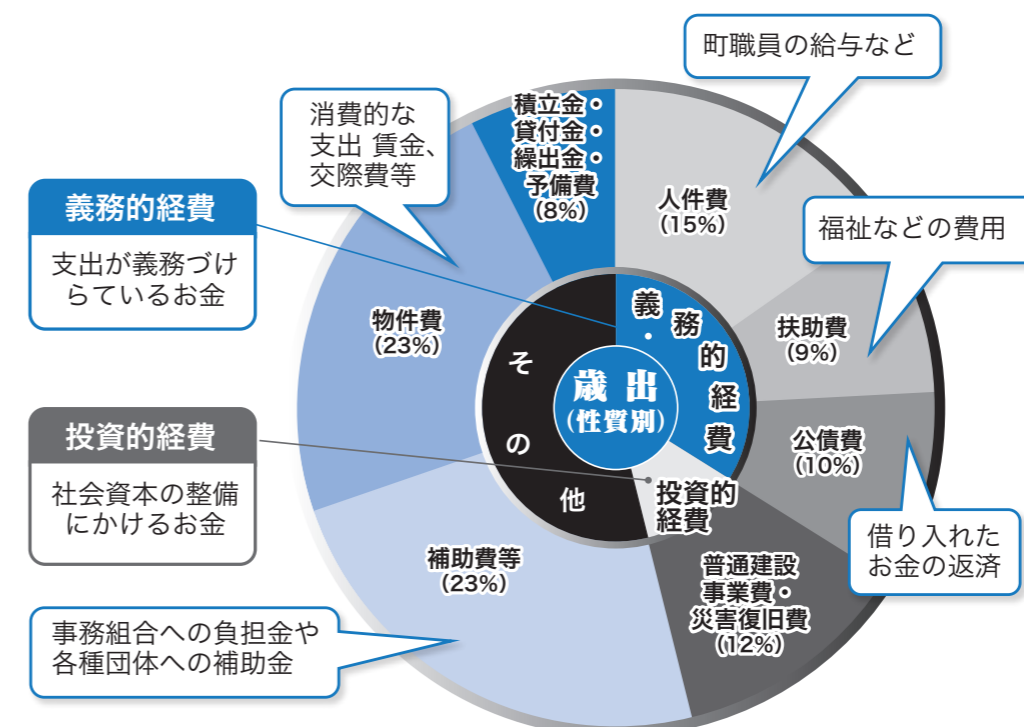 町職員の給与など
消費的な
支出 賃金、
交際費等
積立金・
貸付金・
繰出金・
予備費
(8%)
人件費
(15%)
義務的経費
支出が義務づけ
らているお金
福祉などの費用
物件費
(23%)
扶助費
(9%)
義・務的経費
その他
歳出
(性質別)
投資的経費
社会資本の整備
にかけるお金
公債費
(10%)
投資的
経費
借り入れた
お金の返済
補助費等
(23%)
普通建設
事業費・
災害復旧費
(12%)
事務組合への負担金や
各種団体への補助金